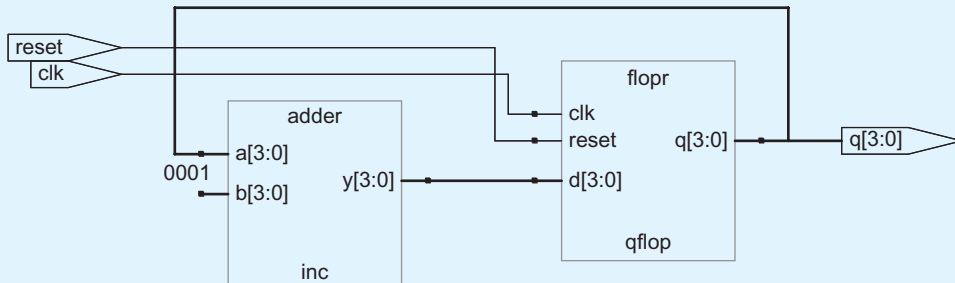 reset
clk
adder
a[3:0]
0001
b[3:0]
y[3:0]
inc
flopr
clk
reset
q[3:0]
d[3:0]
qflop
q[3:0]